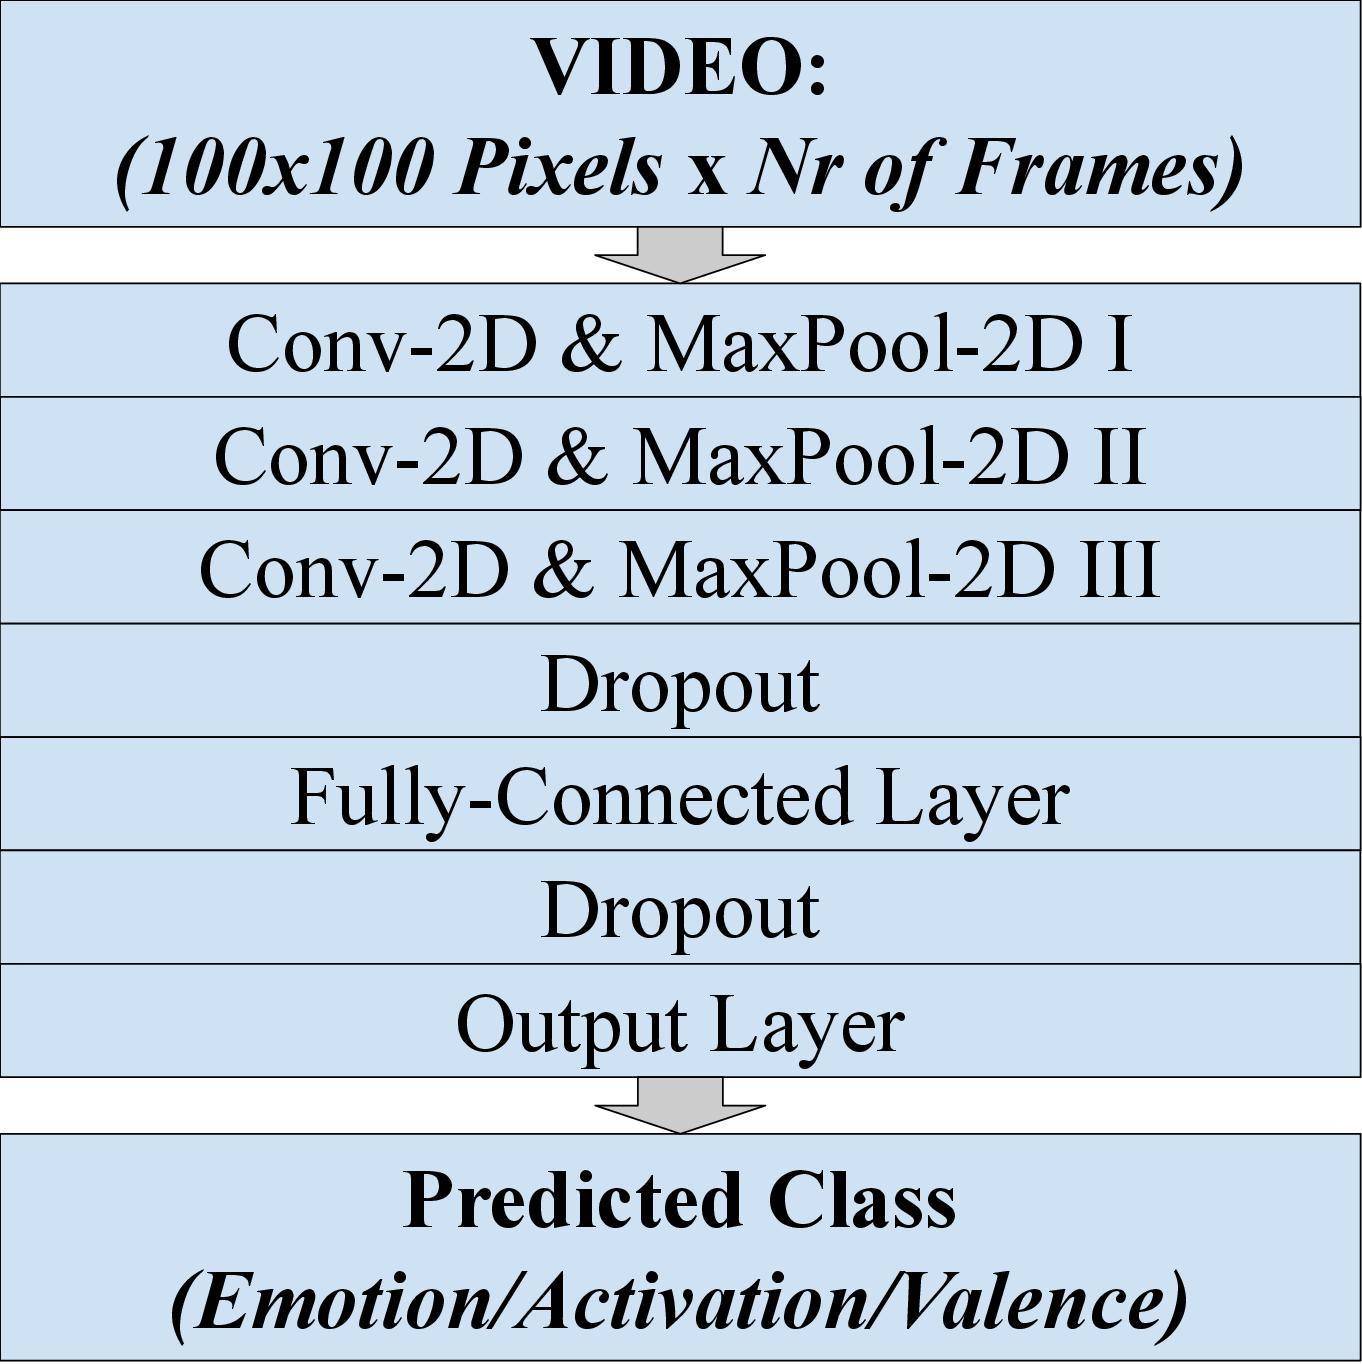 VIDEO:
(100x100 Pixels x Nr of Frames)
Conv-2D & MaxPool-2D I
Conv-2D & MaxPool-2D II
Conv-2D & MaxPool-2D III
Dropout
Fully-Connected Layer
Dropout
Output Layer
Predicted Class
(Emotion/Activation/Valence)